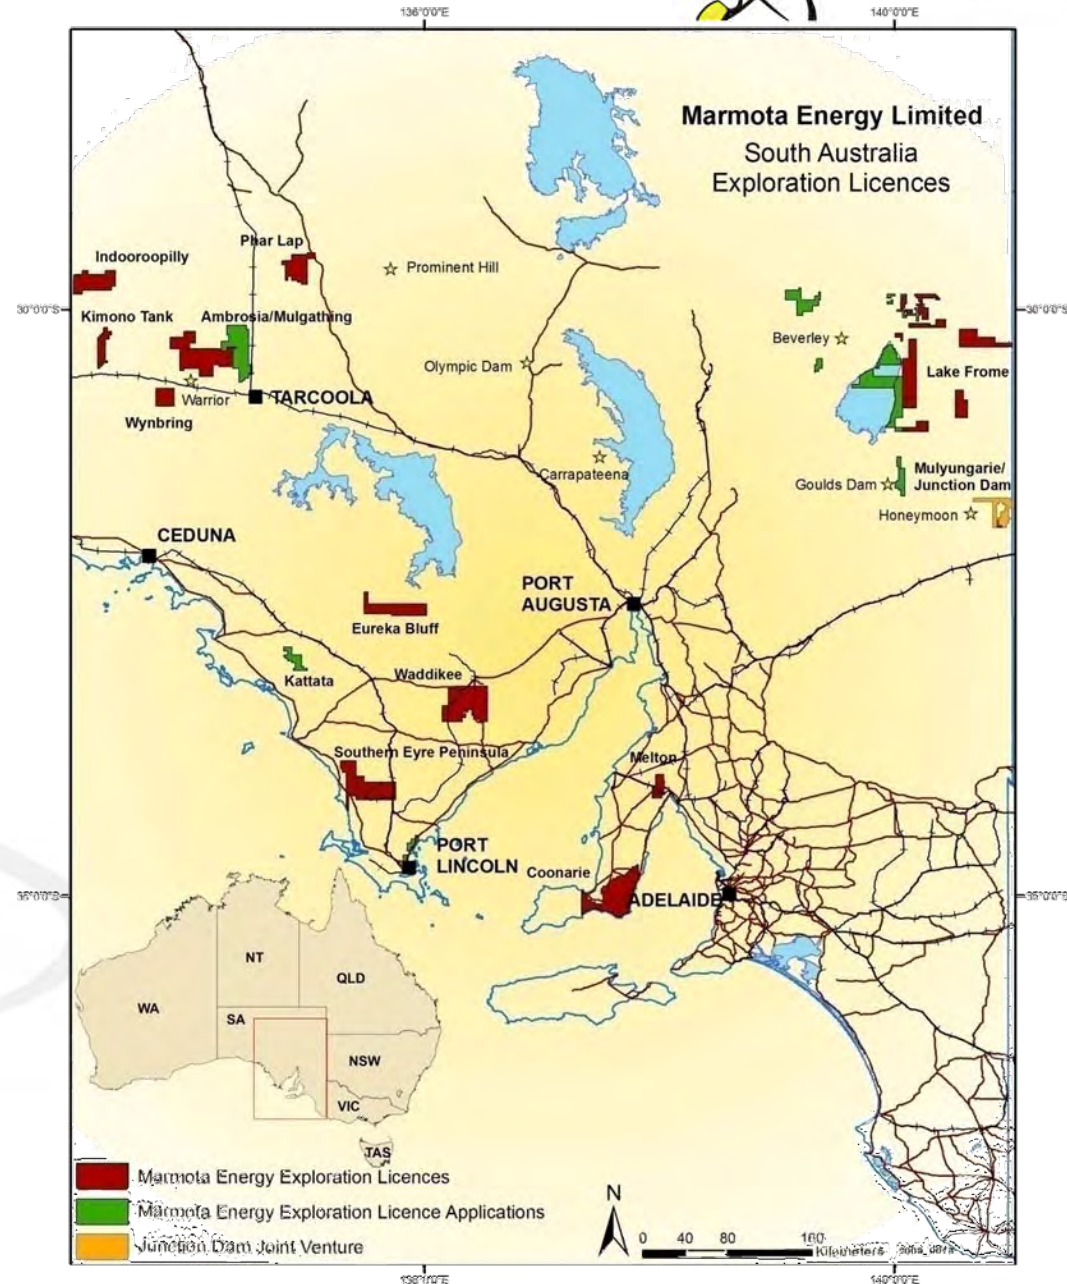 136°0'0"E
140°0'0"E
Marmota Energy Limited
South Australia
Exploration Licences
Phar Lap
Indooroopilly
Prominent Hill
30°0'0"S
30°0'0"S
Kimono Tank
Ambrosia/Mulgathing
Beverley
Olympic Dam
Lake Frome
Warrior
TARCOOLA
Wynbring
Carrapateena
Mulyungarie/
Junction Dam
Goulds Dam
Honeymoon
CEDUNA
PORT
AUGUSTA
Eureka Bluff
Kattata
Waddikee
Southern Eyre Peninsula
Melton
PORT
LINCOLN
Coonarie
ADELAIDE
35°0'0"S
35°0'0"S
NT
QLD
WA
SA
NSW
VIC
TAS
Marmota Energy Exploration Licences
Marmota Energy Exploration Licence Applications
Junction Dam Joint Venture
N
0 40 80 160
Kilometers
136°0'0"E
140°0'0"E